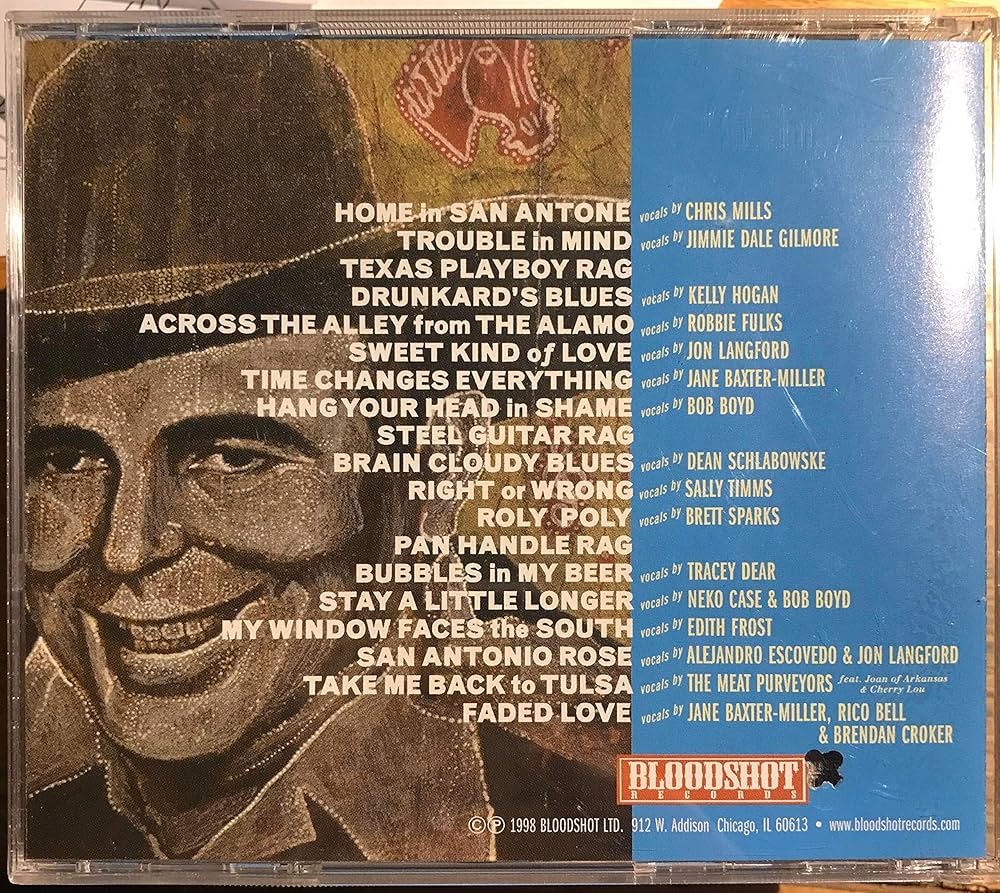 HOME in SAN ANTONE vocals by CHRIS MILLS
TROUBLE in MIND vocals by JIMMIE DALE GILMORE
TEXAS PLAYBOY RAG
DRUNKARD'S BLUES vocals by KELLY HOGAN
ACROSS THE ALLEY from THE ALAMO vocals by ROBBIE FULKS
SWEET KIND of LOVE vocals by JON LANGFORD
TIME CHANGES EVERYTHING vocals by JANE BAXTER-MILLER
HANG YOUR HEAD in SHAME vocals by BOB BOYD
STEEL GUITAR RAG
BRAIN CLOUDY BLUES vocals by DEAN SCHLABOWSKE
RIGHT or WRONG vocals by SALLY TIMMS
ROLY POLY vocals by BRETT SPARKS
PAN HANDLE RAG
BUBBLES in MY BEER vocals by TRACEY DEAR
STAY A LITTLE LONGER vocals by NEKO CASE & BOB BOYD
MY WINDOW FACES the SOUTH vocals by EDITH FROST
SAN ANTONIO ROSE vocals by ALEJANDRO ESCOVEDO & JON LANGFORD
TAKE ME BACK to TULSA vocals by THE MEAT PURVEYORS feat. Joan of Arkansas
& Cherry Lou
FADED LOVE vocals by JANE BAXTER-MILLER, RICO BELL
& BRENDAN CROKER
BLOODSHOT
RECORDS
© ℗ 1998 BLOODSHOT LTD. 912 W. Addison Chicago, IL 60613 • www.bloodshotrecords.com